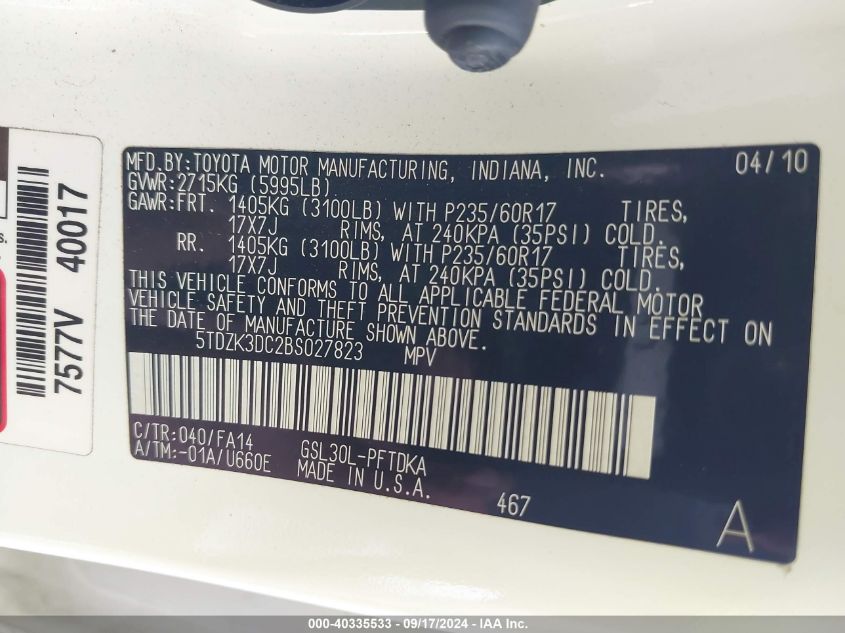 MFD.BY:TOYOTA MOTOR MANUFACTURING, INDIANA, INC. 04/10
GVWR:2715KG (5995LB)
GAWR:FRT. 1405KG (3100LB) WITH P235/60R17 TIRES,
17X7J RIMS, AT 240KPA (35PSI) COLD.
RR. 1405KG (3100LB) WITH P235/60R17 TIRES,
17X7J RIMS, AT 240KPA (35PSI) COLD.
THIS VEHICLE CONFORMS TO ALL APPLICABLE FEDERAL MOTOR
VEHICLE SAFETY AND THEFT PREVENTION STANDARDS IN EFFECT ON
THE DATE OF MANUFACTURE SHOWN ABOVE.
5TDZK3DC2BS027823 MPV
C/TR:040/FA14 GSL30L-PFTDKA
A/TM:-01A/U660E MADE IN U.S.A.
467
A
7577V 40017
s.
000-40335533 - 09/17/2024 - IAA Inc.